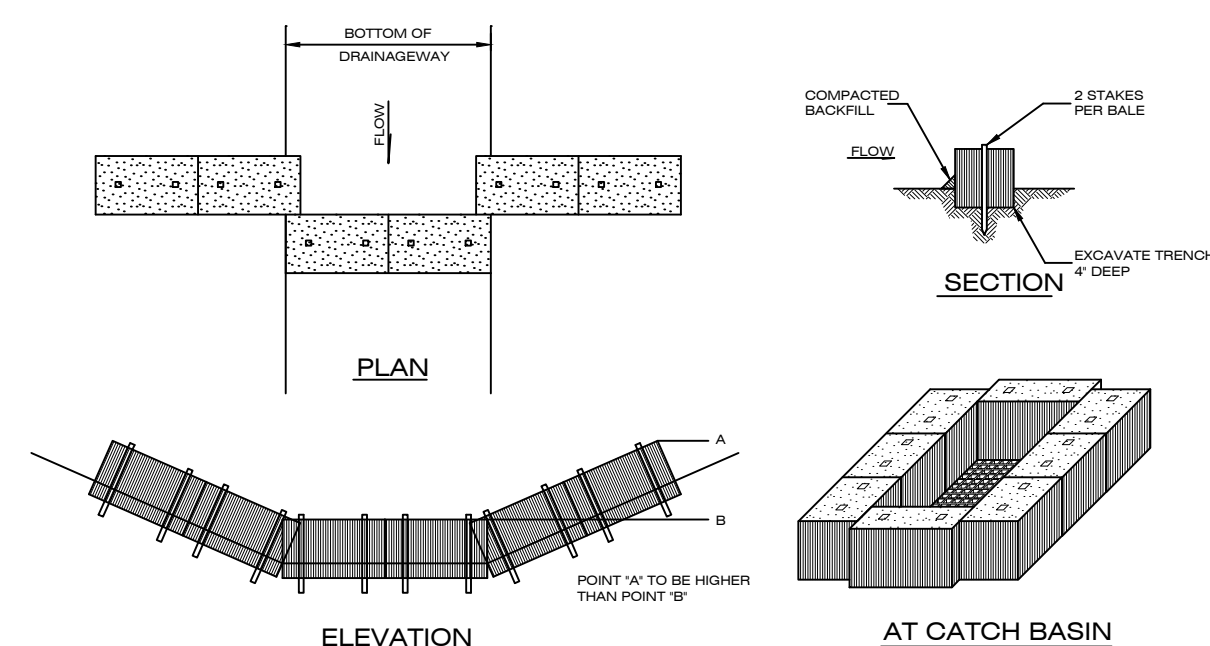 BOTTOM OF
DRAINAGEWAY
FLOW
PLAN
COMPACTED
BACKFILL
2 STAKES
PER BALE
FLOW
EXCAVATE TRENCH
4" DEEP
SECTION
A
B
POINT "A" TO BE HIGHER
THAN POINT "B"
ELEVATION
AT CATCH BASIN